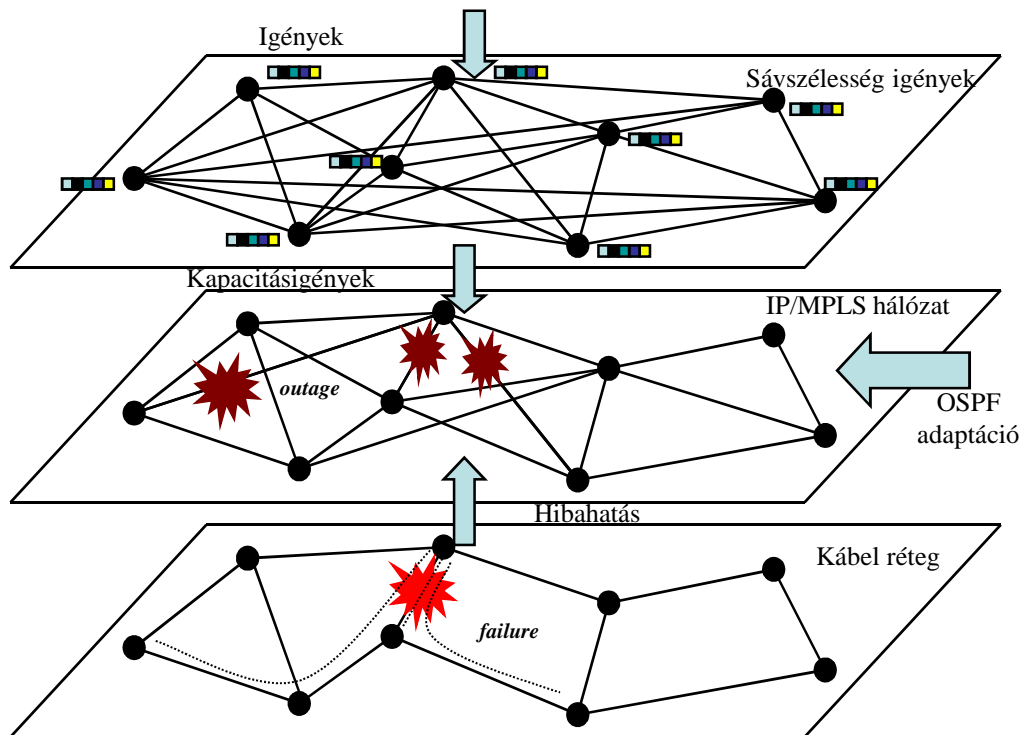 Igények
Sávszélesség igények
Kapacitásigények
IP/MPLS hálózat
outage
OSPF
adaptáció
Hibahatás
Kábel réteg
failure